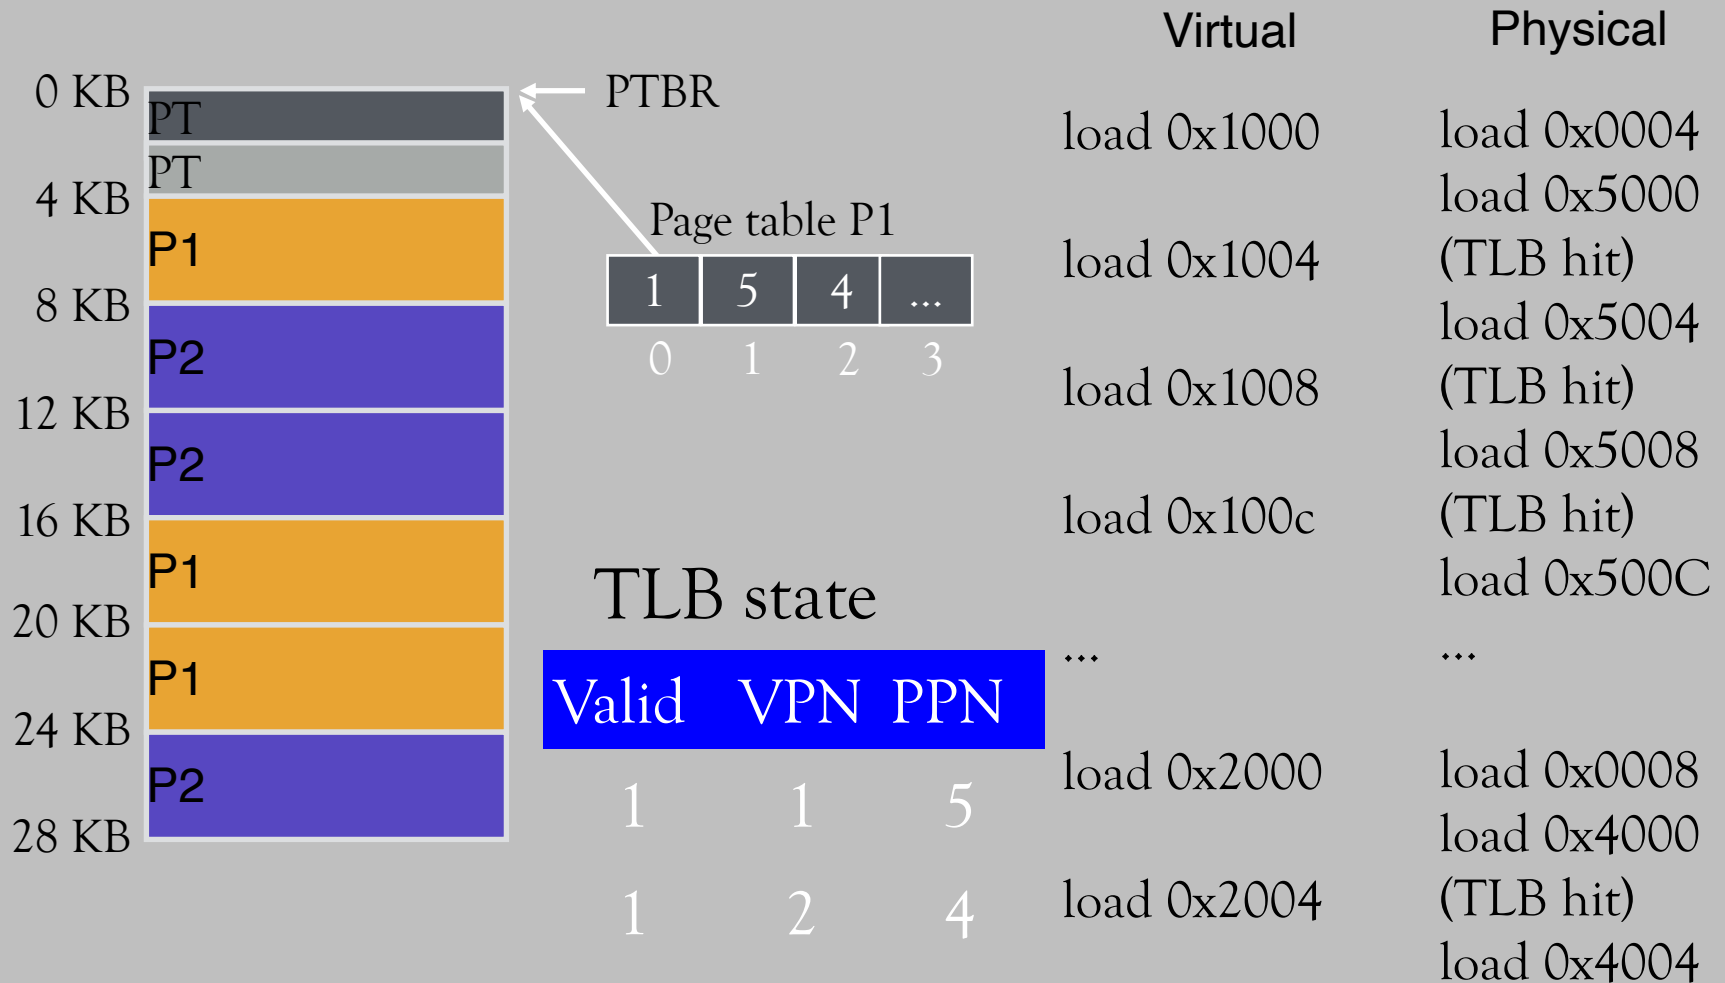 0 KB
PT
PT
4 KB
P1
8 KB
P2
12 KB
P2
16 KB
P1
20 KB
P1
24 KB
P2
28 KB
PTBR
Page table P1
1 5 4 ...
0 1 2 3
TLB state
Valid VPN PPN
1 1 5
1 2 4
Virtual Physical
load 0x1000 load 0x0004
load 0x5000
load 0x1004 (TLB hit)
load 0x5004
load 0x1008 (TLB hit)
load 0x5008
load 0x100c (TLB hit)
load 0x500C
... ...
load 0x2000 load 0x0008
load 0x4000
load 0x2004 (TLB hit)
load 0x4004